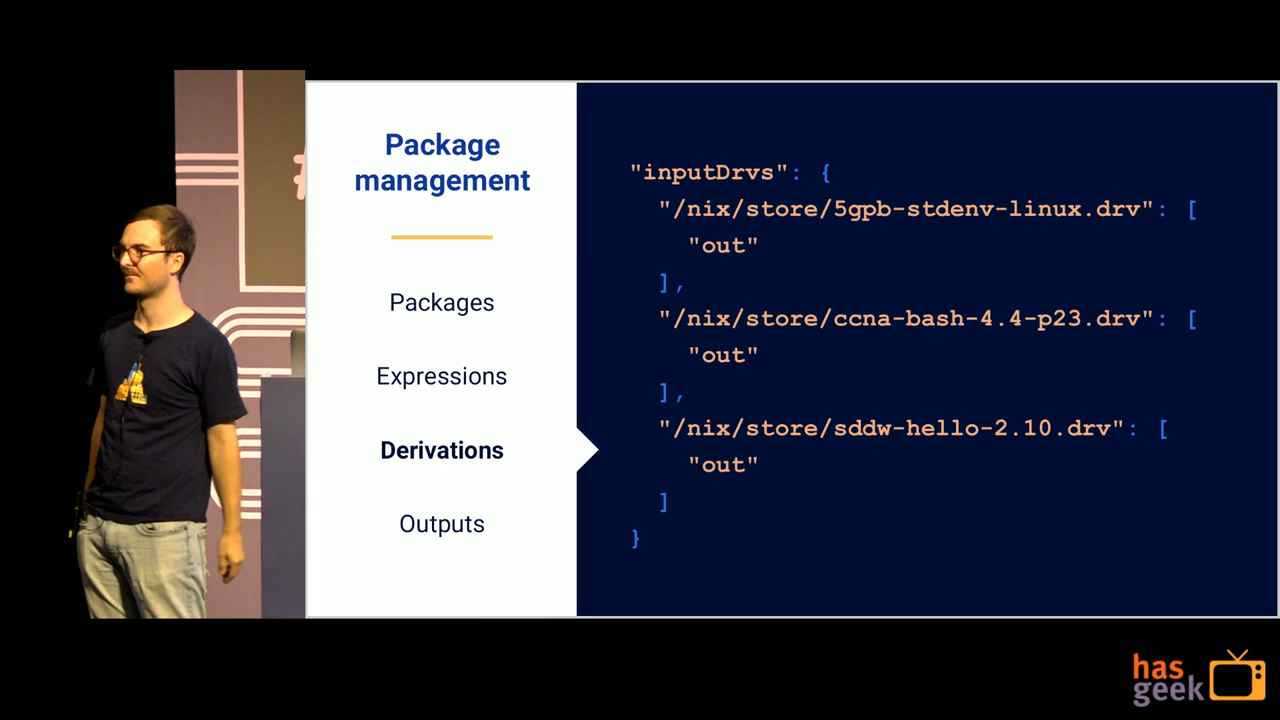 Package
management
Packages
Expressions
Derivations
Outputs
"inputDrvs": {
"/nix/store/5gpb-stdenv-linux.drv": [
"out"
],
"/nix/store/ccna-bash-4.4-p23.drv": [
"out"
],
"/nix/store/sddw-hello-2.10.drv": [
"out"
]
}
has
geek